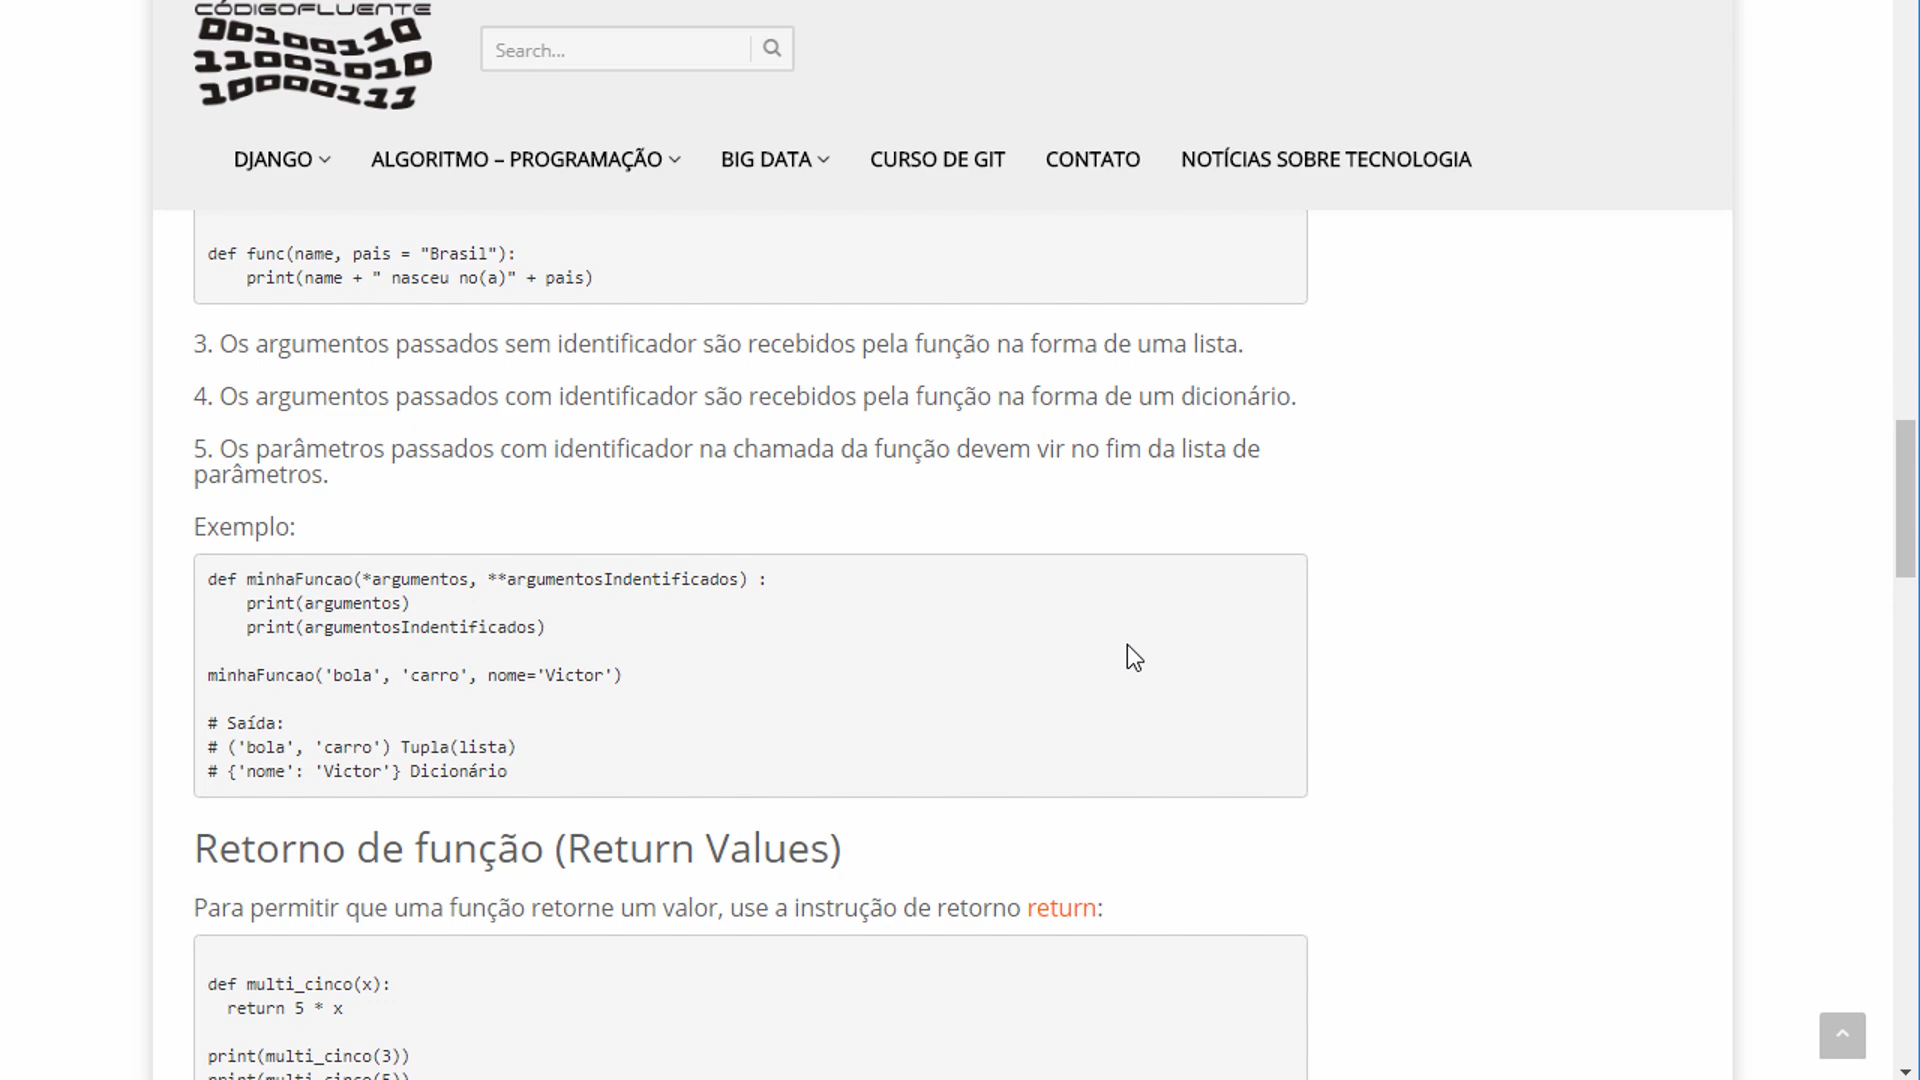 CÓDIGOFLUENTE
00100110
11001010
10000111
Search...
DJANGO
ALGORITMO – PROGRAMAÇÃO
BIG DATA
CURSO DE GIT
CONTATO
NOTÍCIAS SOBRE TECNOLOGIA
def func(name, pais = "Brasil"):
    print(name + " nasceu no(a)" + pais)
3. Os argumentos passados sem identificador são recebidos pela função na forma de uma lista.
4. Os argumentos passados com identificador são recebidos pela função na forma de um dicionário.
5. Os parâmetros passados com identificador na chamada da função devem vir no fim da lista de
parâmetros.
Exemplo:
def minhaFuncao(*argumentos, **argumentosIndentificados) :
    print(argumentos)
    print(argumentosIndentificados)
minhaFuncao('bola', 'carro', nome='Victor')
# Saída:
# ('bola', 'carro') Tupla(lista)
# {'nome': 'Victor'} Dicionário
Retorno de função (Return Values)
Para permitir que uma função retorne um valor, use a instrução de retorno return:
def multi_cinco(x):
  return 5 * x
print(multi_cinco(3))
print(multi_cinco(5))